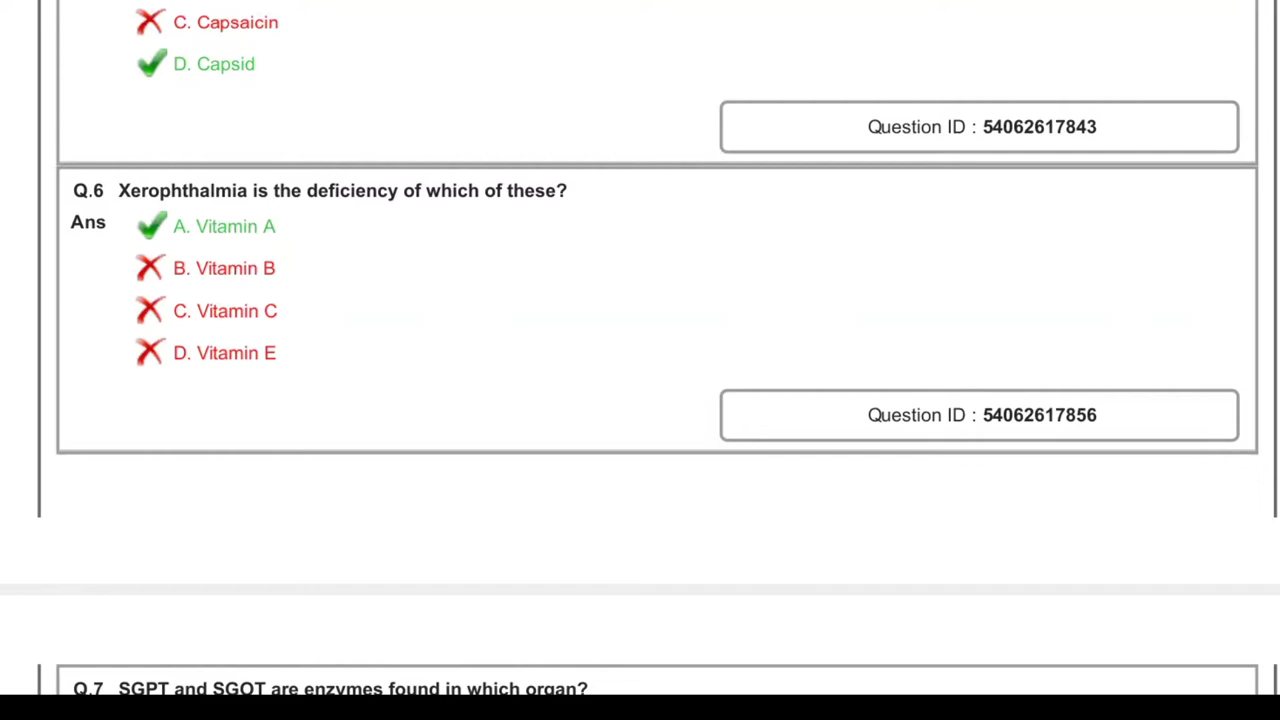 C. Capsaicin
D. Capsid
Question ID : 54062617843
Q.6 Xerophthalmia is the deficiency of which of these?
Ans A. Vitamin A
B. Vitamin B
C. Vitamin C
D. Vitamin E
Question ID : 54062617856
Q.7 SGPT and SGOT are enzymes found in which organ?